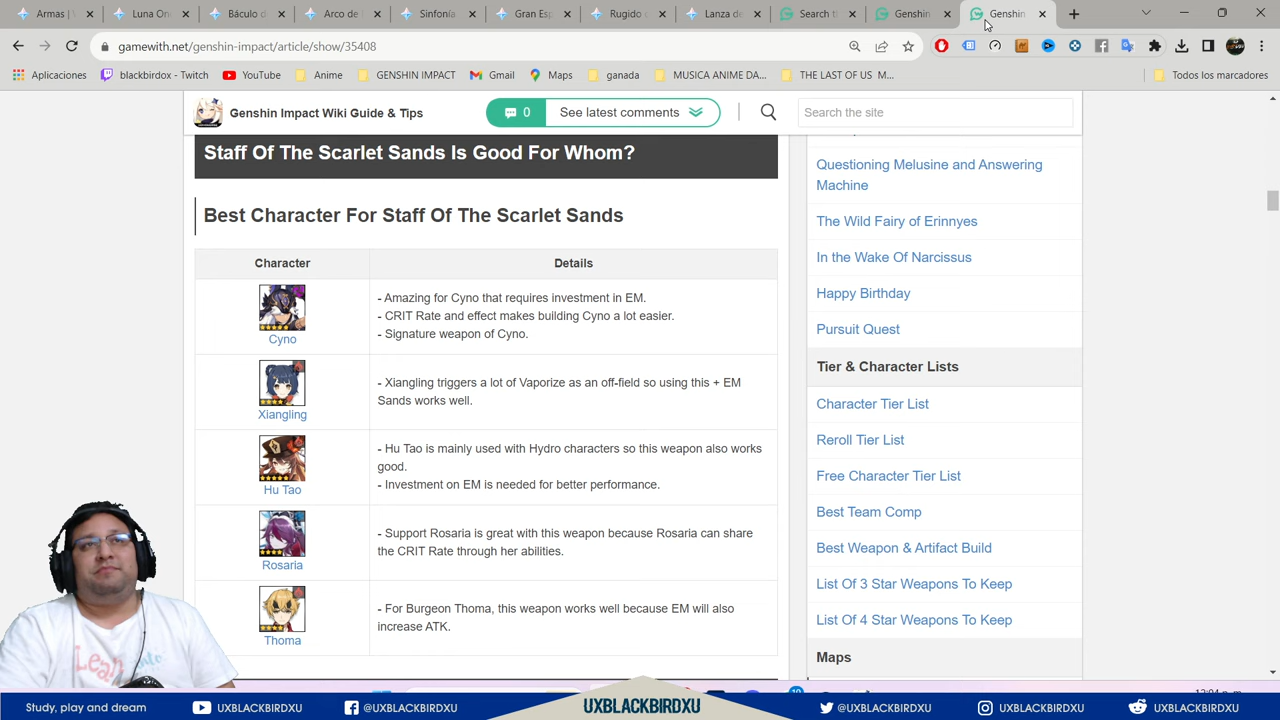 Armas |
Luna On
Báculo d
Arco de
Sinfonía
Gran Esp
Rugido c
Lanza de
Search th
Genshin
Genshin
gamewith.net/genshin-impact/article/show/35408
Aplicaciones
blackbirdox - Twitch
YouTube
Anime
GENSHIN IMPACT
Gmail
Maps
ganada
MUSICA ANIME DA...
THE LAST OF US M...
Todos los marcadores
Genshin Impact Wiki Guide & Tips
0
See latest comments
Search the site
Staff Of The Scarlet Sands Is Good For Whom?
Best Character For Staff Of The Scarlet Sands
Character
Details
Cyno
- Amazing for Cyno that requires investment in EM.
- CRIT Rate and effect makes building Cyno a lot easier.
- Signature weapon of Cyno.
Xiangling
- Xiangling triggers a lot of Vaporize as an off-field so using this + EM
Sands works well.
Hu Tao
- Hu Tao is mainly used with Hydro characters so this weapon also works
good.
- Investment on EM is needed for better performance.
Rosaria
- Support Rosaria is great with this weapon because Rosaria can share
the CRIT Rate through her abilities.
Thoma
- For Burgeon Thoma, this weapon works well because EM will also
increase ATK.
Questioning Melusine and Answering
Machine
The Wild Fairy of Erinnyes
In the Wake Of Narcissus
Happy Birthday
Pursuit Quest
Tier & Character Lists
Character Tier List
Reroll Tier List
Free Character Tier List
Best Team Comp
Best Weapon & Artifact Build
List Of 3 Star Weapons To Keep
List Of 4 Star Weapons To Keep
Maps
Study, play and dream
UXBLACKBIRDXU
@UXBLACKBIRDXU
UXBLACKBIRDXU
@UXBLACKBIRDXU
UXBLACKBIRDXU
UXBLACKBIRDXU